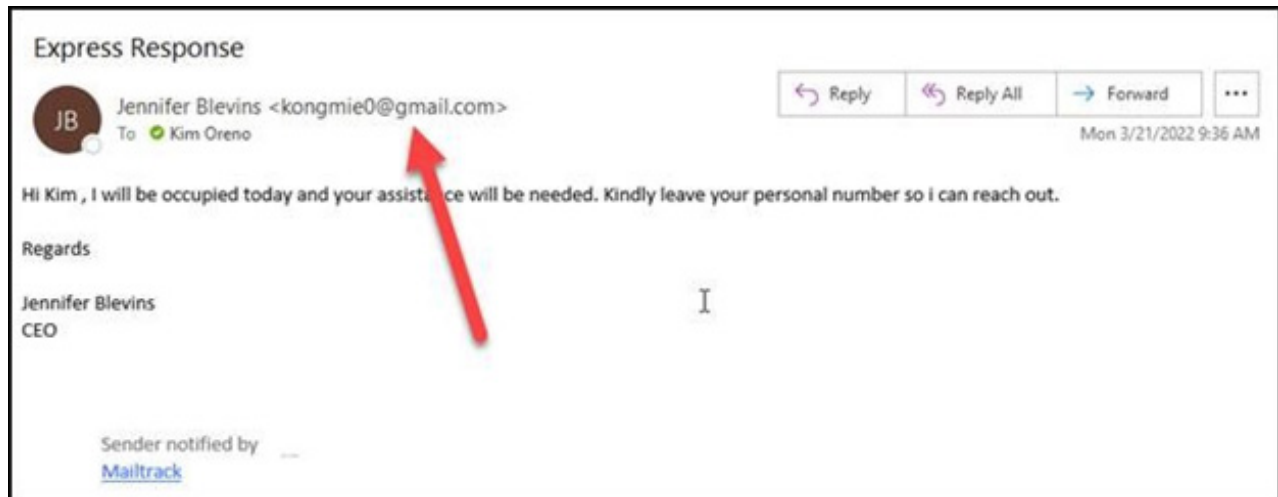 Express Response
JB
Jennifer Blevins <kongmie0@gmail.com>
To Kim Oreno
Reply
Reply All
Forward
...
Mon 3/21/2022 9:36 AM
Hi Kim , I will be occupied today and your assistance will be needed. Kindly leave your personal number so i can reach out.
Regards
Jennifer Blevins
CEO
Sender notified by
Mailtrack